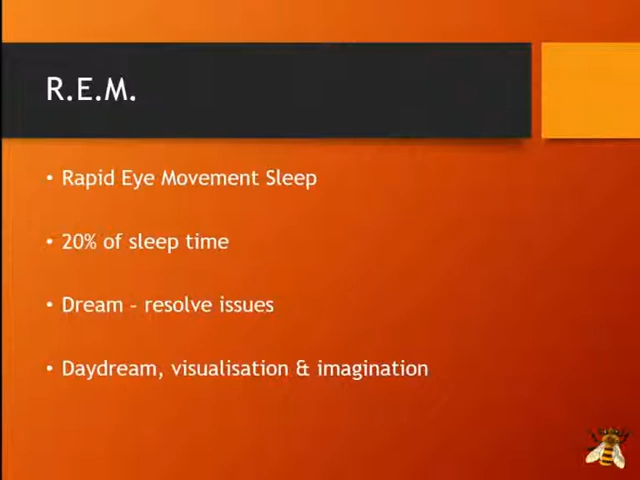 R.E.M.
• Rapid Eye Movement Sleep
• 20% of sleep time
• Dream – resolve issues
• Daydream, visualisation & imagination